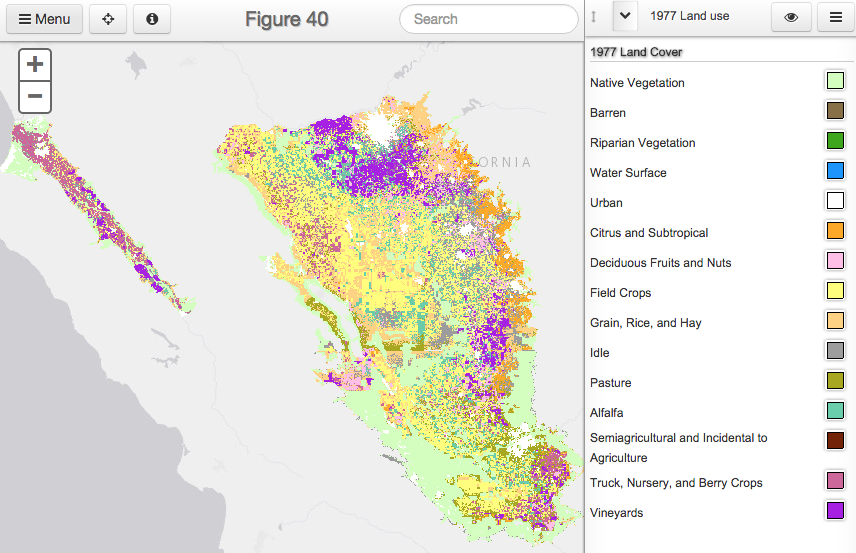 Menu
Figure 40
Search
1977 Land use
+
−
ORNIA
1977 Land Cover
Native Vegetation
Barren
Riparian Vegetation
Water Surface
Urban
Citrus and Subtropical
Deciduous Fruits and Nuts
Field Crops
Grain, Rice, and Hay
Idle
Pasture
Alfalfa
Semiagricultural and Incidental to
Agriculture
Truck, Nursery, and Berry Crops
Vineyards